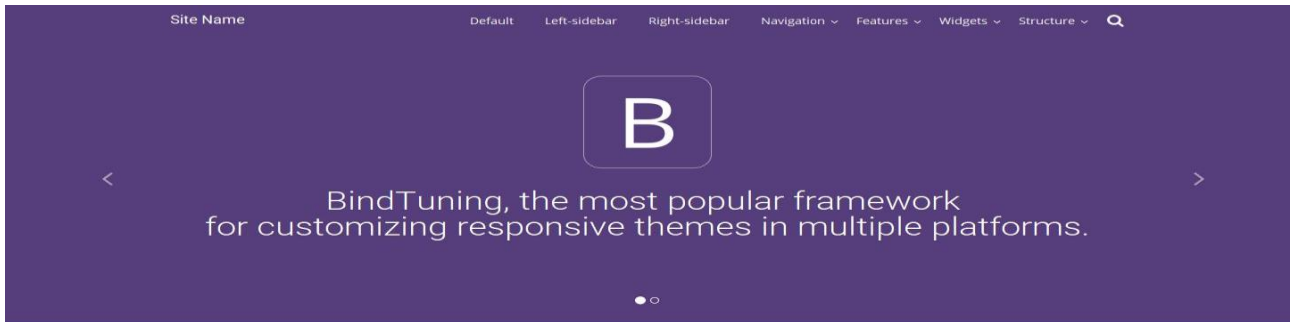 Site Name Default Left-sidebar Right-sidebar Navigation Features Widgets Structure
B
BindTuning, the most popular framework
for customizing responsive themes in multiple platforms.